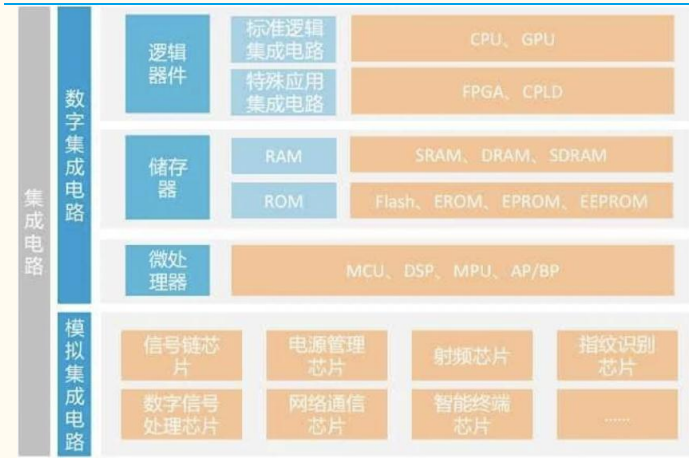 集成电路
数字集成电路
逻辑
器件
标准逻辑
集成电路
CPU、GPU
特殊应用
集成电路
FPGA、CPLD
储存
器
RAM
SRAM、DRAM、SDRAM
ROM
Flash、EROM、EPROM、EEPROM
微处
理器
MCU、DSP、MPU、AP/BP
模拟集成电路
信号链芯
片
电源管理
芯片
射频芯片
指纹识别
芯片
数字信号
处理芯片
网络通信
芯片
智能终端
芯片
......